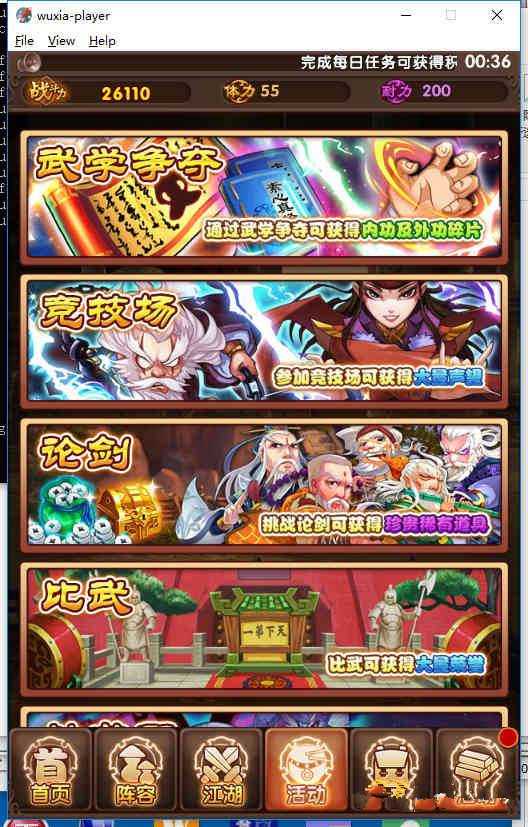 wuxia-player
File View Help
完成每日任务可获得积 00:36
战斗力 26110 体力 55 耐力 200
武学争夺
通过武学争夺可获得内功及外功碎片
竞技场
参加竞技场可获得大量声望
论剑
挑战论剑可获得珍贵稀有道具
比武
天下第一
比武可获得大量荣誉
首页 阵容 江湖 活动